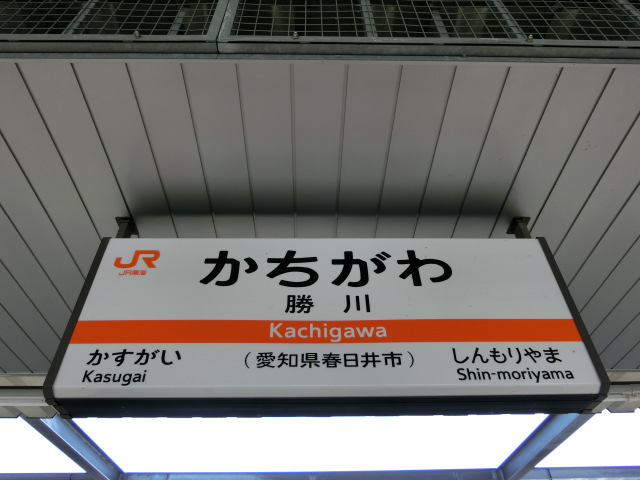 JR
JR東海
かちがわ
勝川
Kachigawa
かすがい
Kasugai
（愛知県春日井市）
しんもりやま
Shin-moriyama